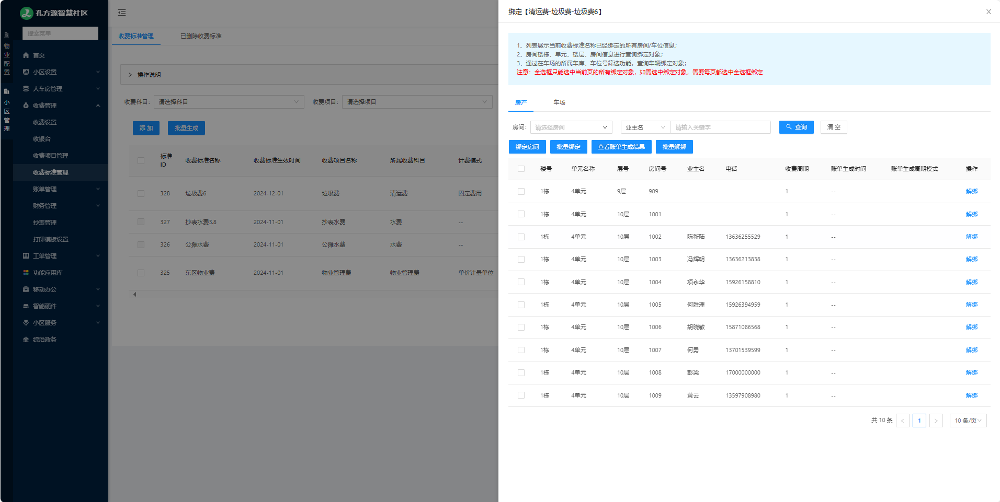 孔方源智慧社区
搜索菜单
物业配置
小区管理
首页
小区设置
人车房管理
收费管理
收费设置
收银台
收费项目管理
收费标准管理
账单管理
财务管理
抄表管理
打印模板设置
工单管理
功能应用库
移动办公
智能硬件
小区服务
综治政务
收费标准管理 已删除收费标准
操作说明
收费科目: 请选择科目 收费项目: 请选择项目
添 加 批量生成
标准ID 收费标准名称 收费标准生效时间 收费项目名称 所属收费科目 计费模式
328 垃圾费6 2024-12-01 垃圾费 清运费 固定费用
327 抄表水费3.8 2024-11-01 抄表水费 水费 --
326 公摊水费 2024-11-01 公摊水费 水费 --
325 东区物业费 2024-11-01 物业管理费 物业管理费 单价计量单位
绑定【清运费-垃圾费-垃圾费6】
1、列表展示当前收费标准名称已经绑定的所有房间/车位信息；
2、房间楼栋、单元、楼层、房间信息进行查询绑定对象；
3、通过在车场的所属车库、车位号筛选功能，查询车辆绑定对象；
注意：全选框只能选中当前页的所有绑定对象，如需选中绑定对象，需要每页都选中全选框绑定
房产 车场
房间: 请选择房间 业主名 请输入关键字 查询 清 空
绑定房间 批量绑定 查看账单生成结果 批量解绑
楼号 单元名称 层号 房间号 业主名 电话 收费周期 账单生成时间 账单生成周期模式 操作
1栋 4单元 9层 909 1 -- 解绑
1栋 4单元 10层 1001 1 -- 解绑
1栋 4单元 10层 1002 陈新陆 13636255529 1 -- 解绑
1栋 4单元 10层 1003 冯辉明 13636213838 1 -- 解绑
1栋 4单元 10层 1004 项永华 15926158810 1 -- 解绑
1栋 4单元 10层 1005 何胜理 15926394959 1 -- 解绑
1栋 4单元 10层 1006 胡晓敏 15871086568 1 -- 解绑
1栋 4单元 10层 1007 何勇 13701539599 1 -- 解绑
1栋 4单元 10层 1008 彭梁 17000000000 1 -- 解绑
1栋 4单元 10层 1009 黄云 13597908980 1 -- 解绑
共 10 条 < 1 > 10 条/页